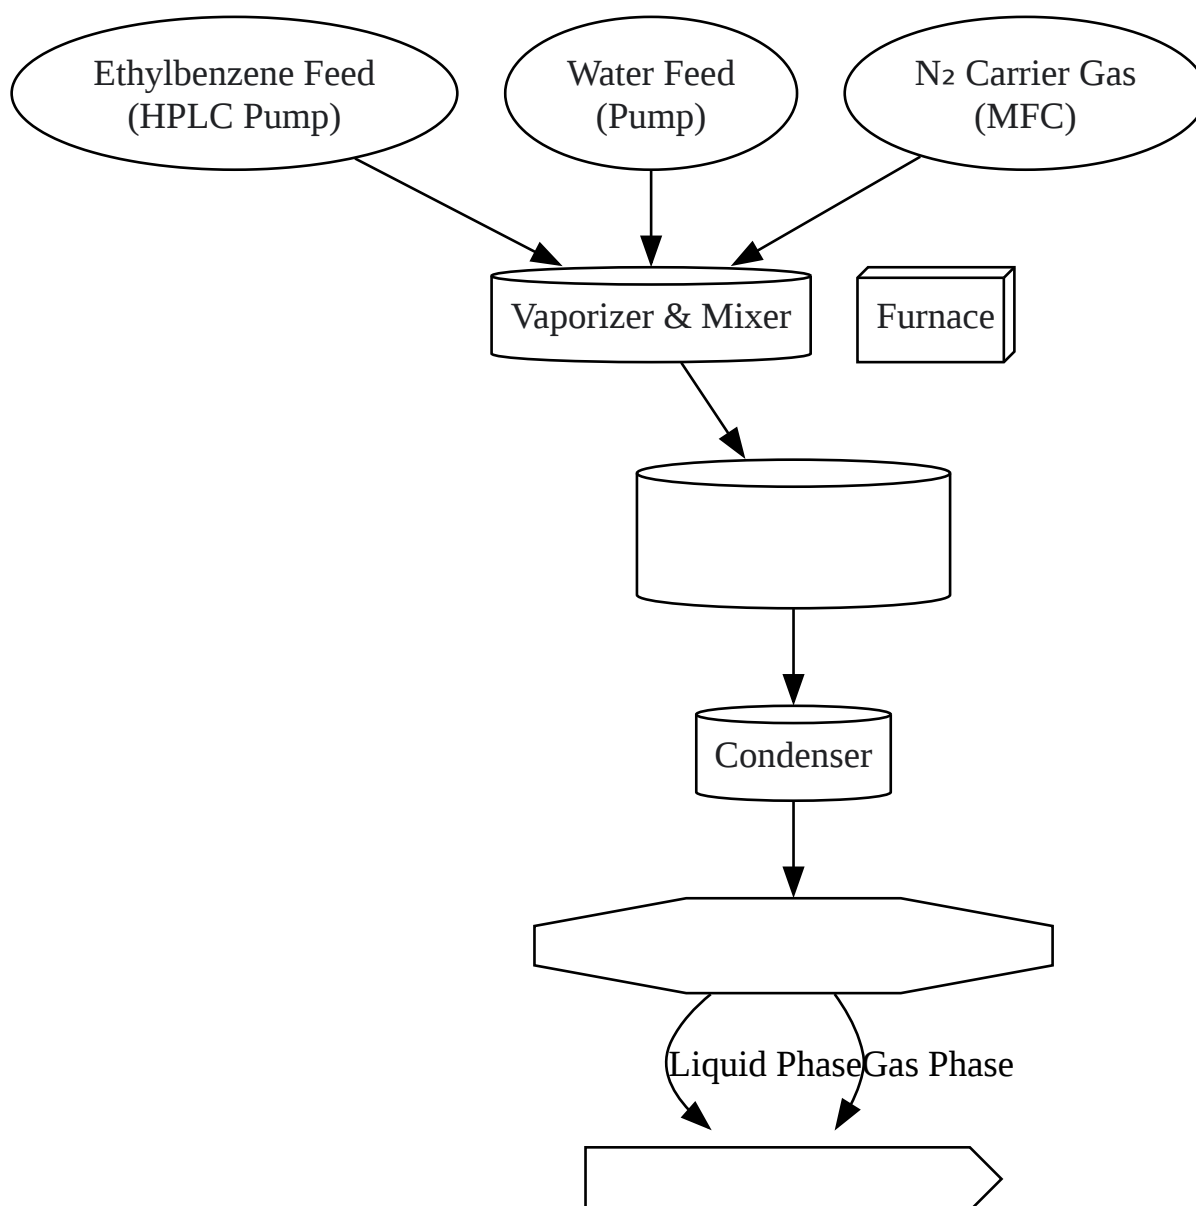 Ethylbenzene Feed
(HPLC Pump)
Water Feed
(Pump)
N₂ Carrier Gas
(MFC)
Vaporizer & Mixer
Furnace
Condenser
Liquid Phase
Gas Phase